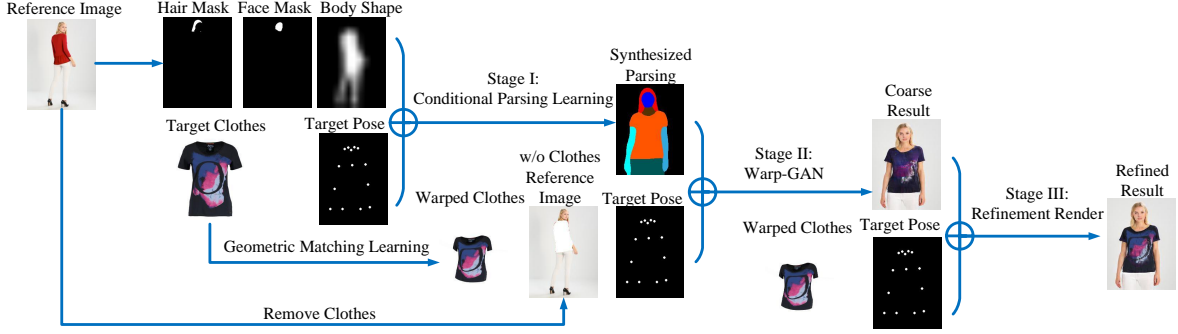 Reference Image
Hair Mask
Face Mask
Body Shape
Target Clothes
Target Pose
Stage I:
Conditional Parsing Learning
Synthesized
Parsing
Geometric Matching Learning
Warped Clothes
w/o Clothes
Reference
Image
Target Pose
Remove Clothes
Stage II:
Warp-GAN
Coarse
Result
Warped Clothes
Target Pose
Stage III:
Refinement Render
Refined
Result